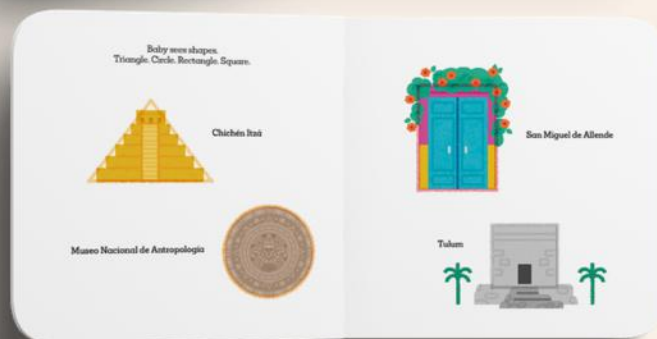 Baby sees shapes.
Triangle. Circle. Rectangle. Square.
Chichén Itzá
Museo Nacional de Antropología
San Miguel de Allende
Tulum